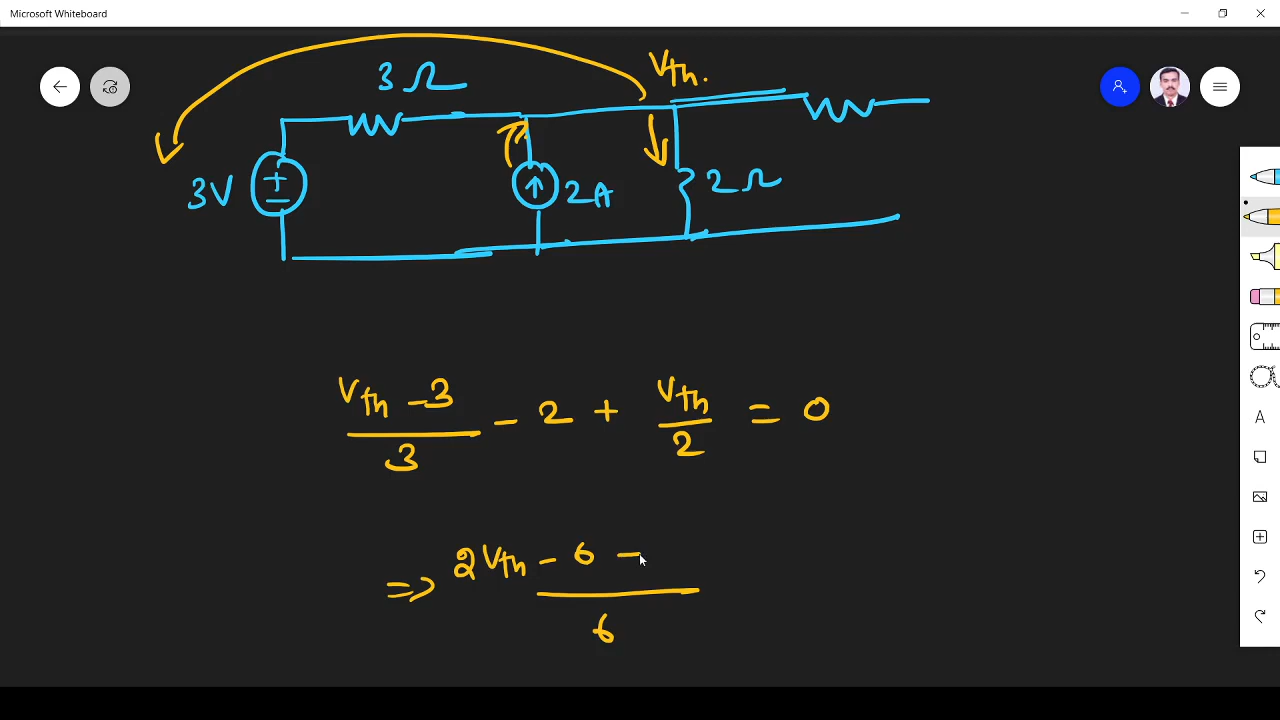 Microsoft Whiteboard
Vth.
3 Ω
3V
2A
2 Ω
(Vth - 3)/3 - 2 + Vth/2 = 0
=> (2Vth - 6 -)/6
A